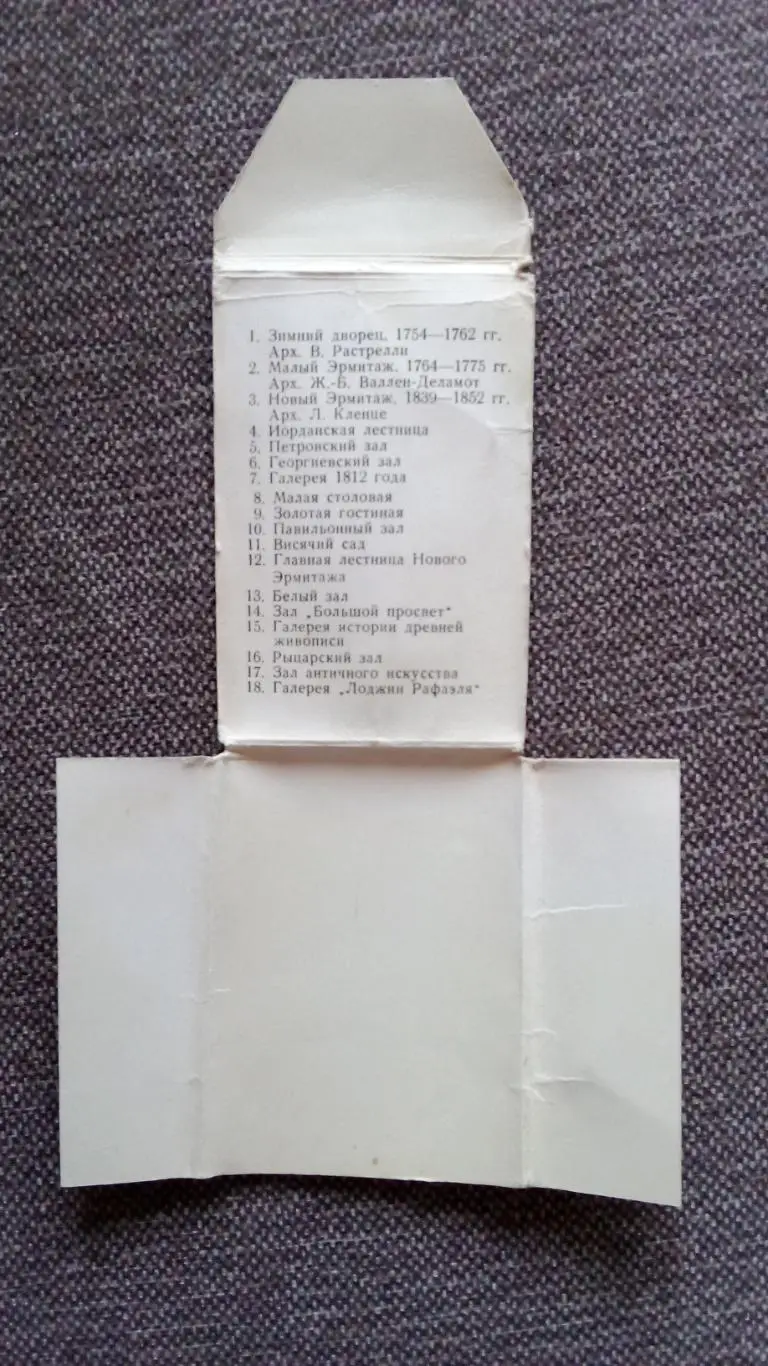 1. Зимний дворец, 1754—1762 гг.
Арх. В. Растрелли
2. Малый Эрмитаж, 1764—1775 гг.
Арх. Ж.-Б. Валлен-Деламот
3. Новый Эрмитаж, 1839—1852 гг.
Арх. Л. Кленце
4. Иорданская лестница
5. Петровский зал
6. Георгиевский зал
7. Галерея 1812 года
8. Малая столовая
9. Золотая гостиная
10. Павильонный зал
11. Висячий сад
12. Главная лестница Нового
Эрмитажа
13. Белый зал
14. Зал „Большой просвет“
15. Галерея истории древней
живописи
16. Рыцарский зал
17. Зал античного искусства
18. Галерея „Лоджии Рафаэля“